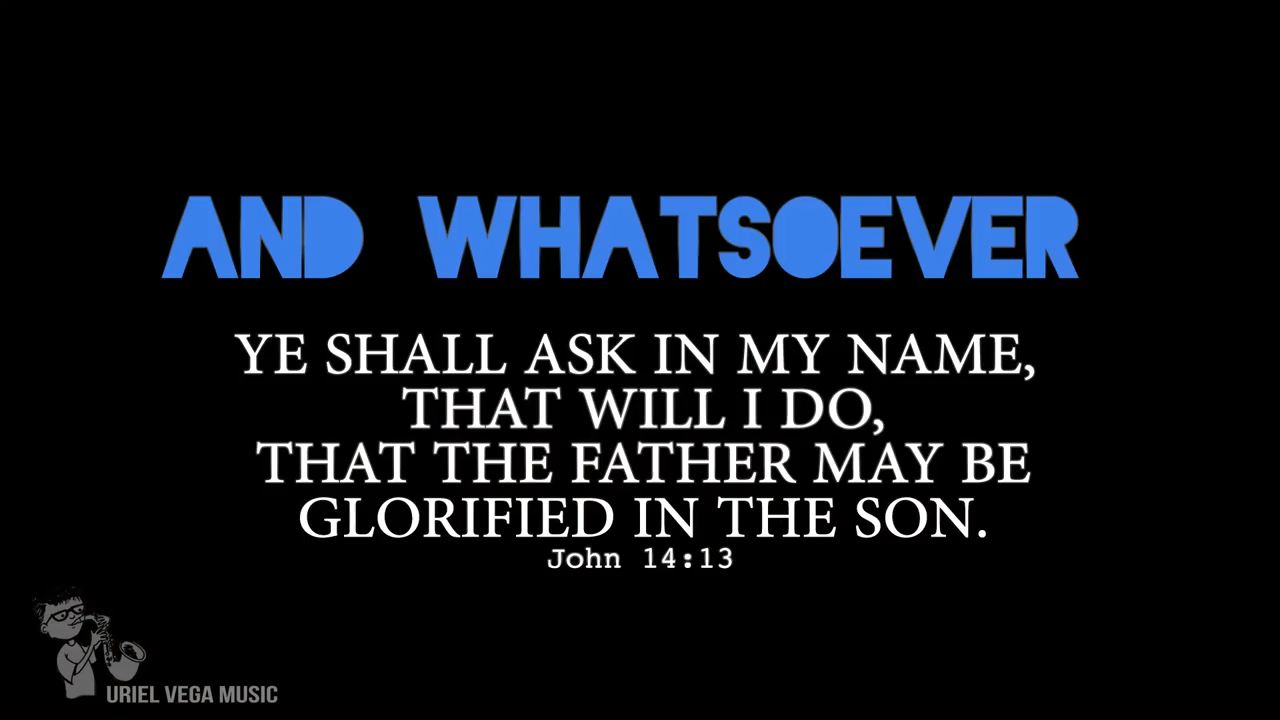 AND WHATSOEVER
YE SHALL ASK IN MY NAME,
THAT WILL I DO,
THAT THE FATHER MAY BE
GLORIFIED IN THE SON.
John 14:13
URIEL VEGA MUSIC